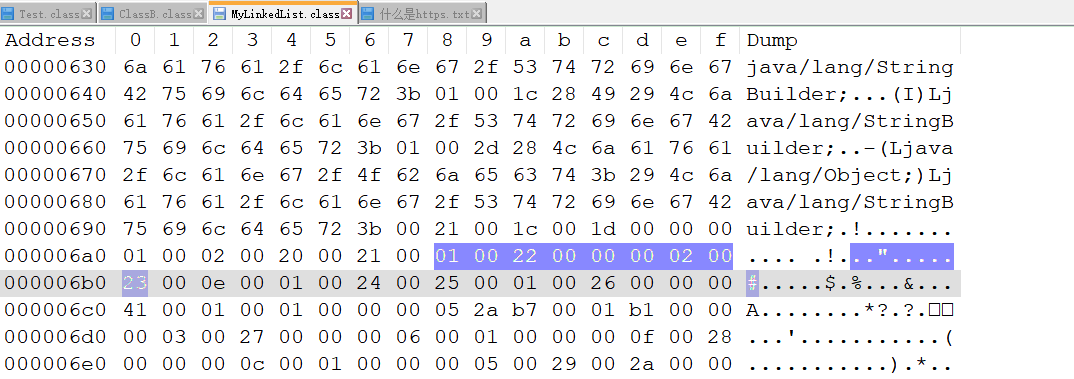 Test.class ClassB.class MyLinkedList.class 什么是https.txt
Address 0 1 2 3 4 5 6 7 8 9 a b c d e f Dump
00000630 6a 61 76 61 2f 6c 61 6e 67 2f 53 74 72 69 6e 67 java/lang/String
00000640 42 75 69 6c 64 65 72 3b 01 00 1c 28 49 29 4c 6a Builder;...(I)Lj
00000650 61 76 61 2f 6c 61 6e 67 2f 53 74 72 69 6e 67 42 ava/lang/StringB
00000660 75 69 6c 64 65 72 3b 01 00 2d 28 4c 6a 61 76 61 uilder;..-(Ljava
00000670 2f 6c 61 6e 67 2f 4f 62 6a 65 63 74 3b 29 4c 6a /lang/Object;)Lj
00000680 61 76 61 2f 6c 61 6e 67 2f 53 74 72 69 6e 67 42 ava/lang/StringB
00000690 75 69 6c 64 65 72 3b 00 21 00 1c 00 1d 00 00 00 uilder;.!.......
000006a0 01 00 02 00 20 00 21 00 01 00 22 00 00 00 02 00 .... .!...".....
000006b0 23 00 0e 00 01 00 24 00 25 00 01 00 26 00 00 00 #.....$.%...&...
000006c0 41 00 01 00 01 00 00 00 05 2a b7 00 01 b1 00 00 A........*?.?.□□
000006d0 00 03 00 27 00 00 00 06 00 01 00 00 00 0f 00 28 ...'...........(
000006e0 00 00 00 0c 00 01 00 00 00 05 00 29 00 2a 00 00 ...........).*..